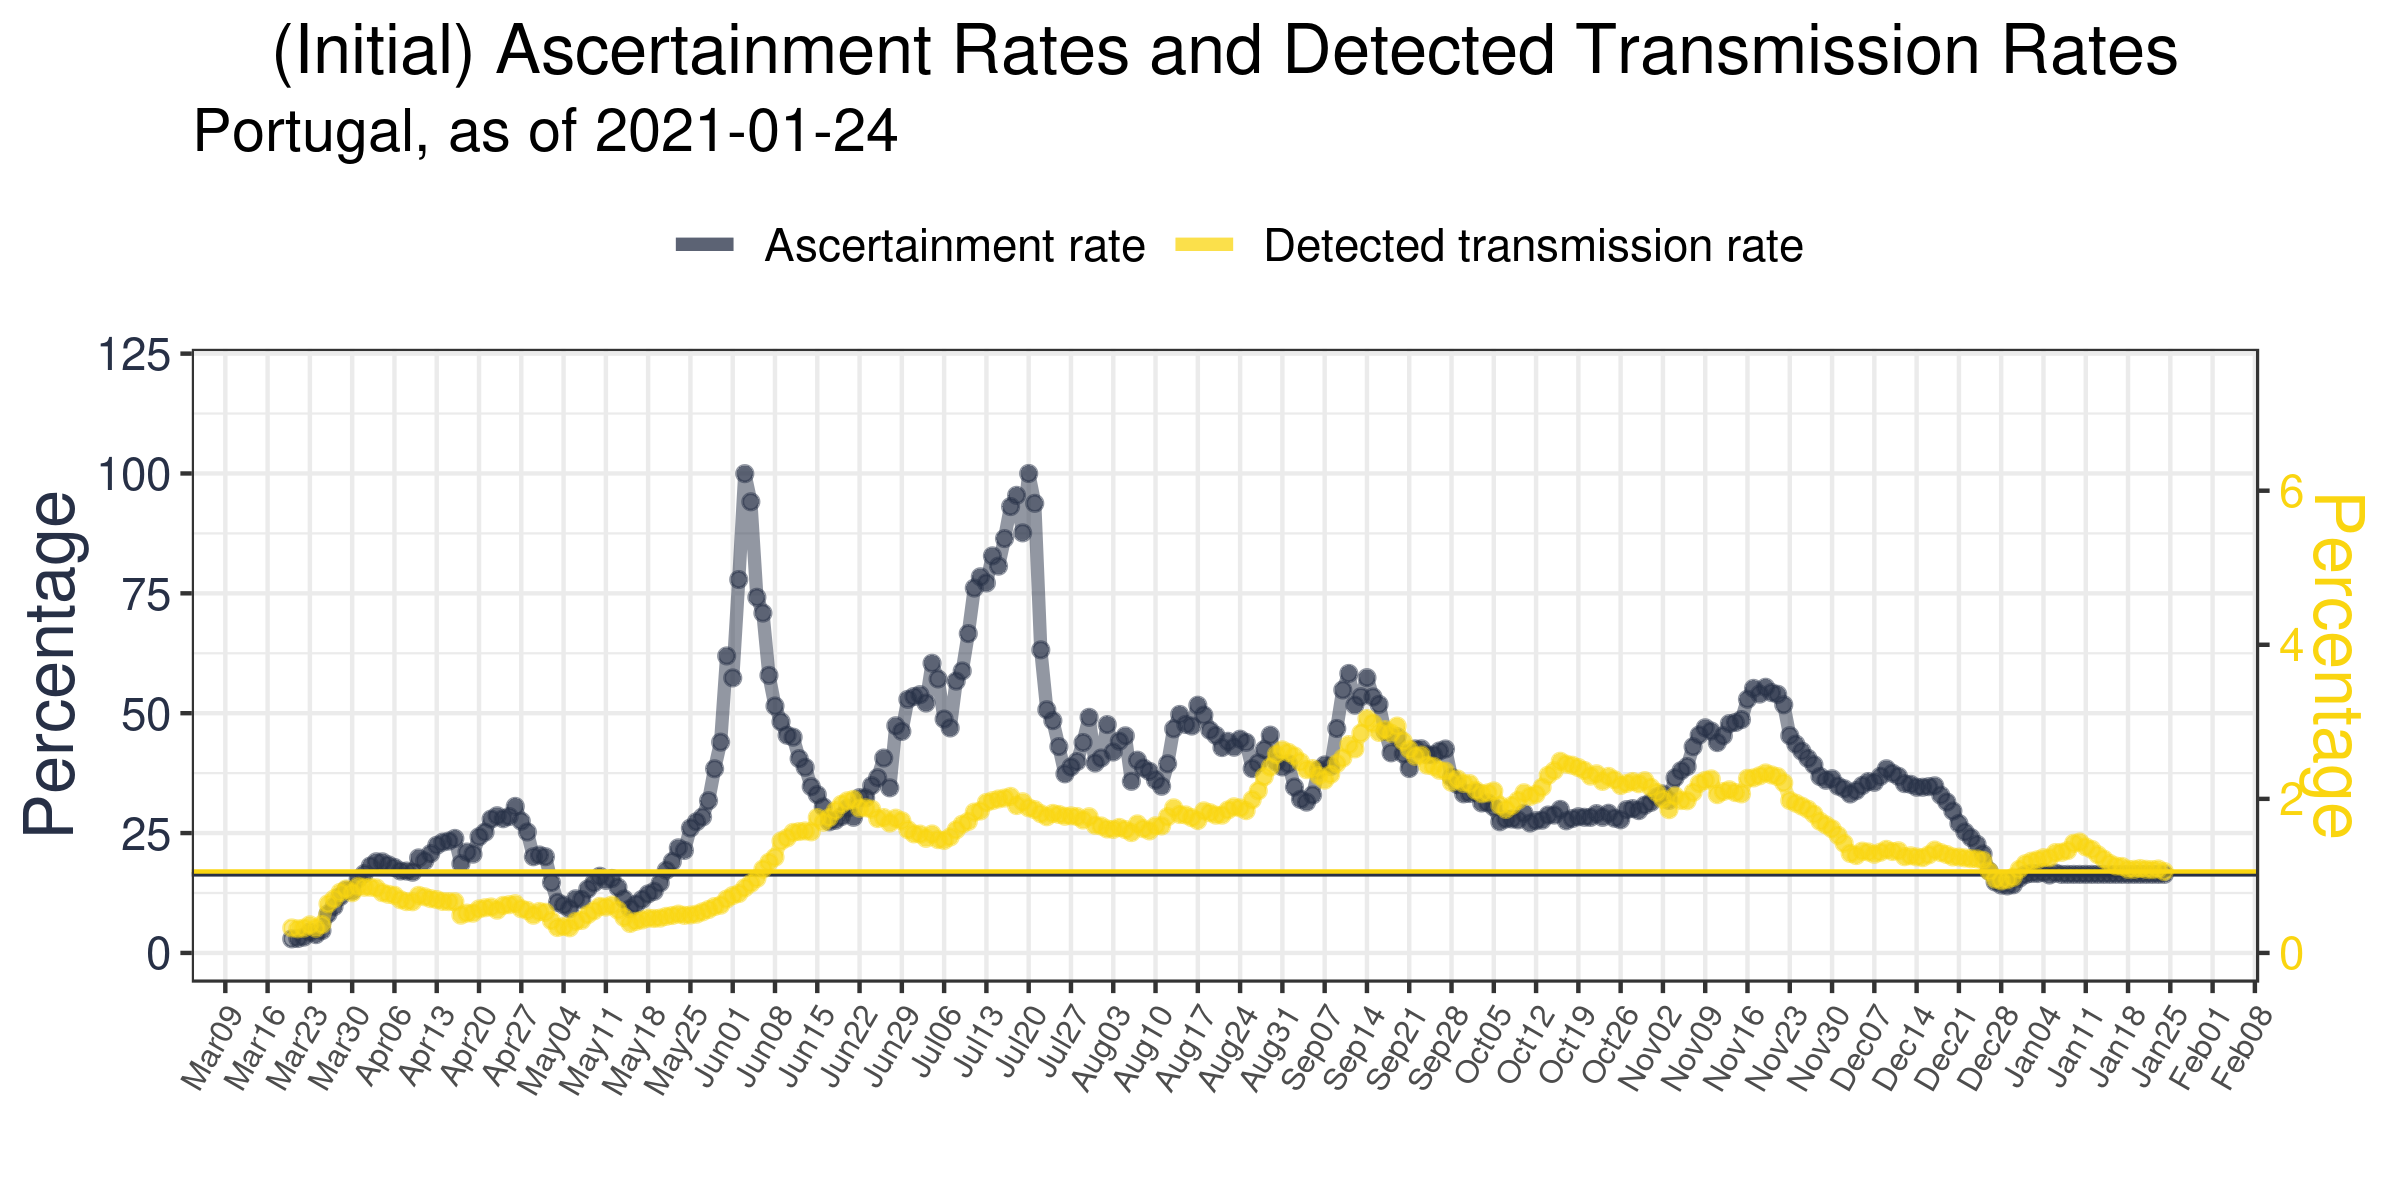 (Initial) Ascertainment Rates and Detected Transmission Rates
Portugal, as of 2021-01-24
Ascertainment rate
Detected transmission rate
Percentage
125
100
75
50
25
0
6
4
2
0
Percentage
Mar09
Mar16
Mar23
Mar30
Apr06
Apr13
Apr20
Apr27
May04
May11
May18
May25
Jun01
Jun08
Jun15
Jun22
Jun29
Jul06
Jul13
Jul20
Jul27
Aug03
Aug10
Aug17
Aug24
Aug31
Sep07
Sep14
Sep21
Sep28
Oct05
Oct12
Oct19
Oct26
Nov02
Nov09
Nov16
Nov23
Nov30
Dec07
Dec14
Dec21
Dec28
Jan04
Jan11
Jan18
Jan25
Feb01
Feb08